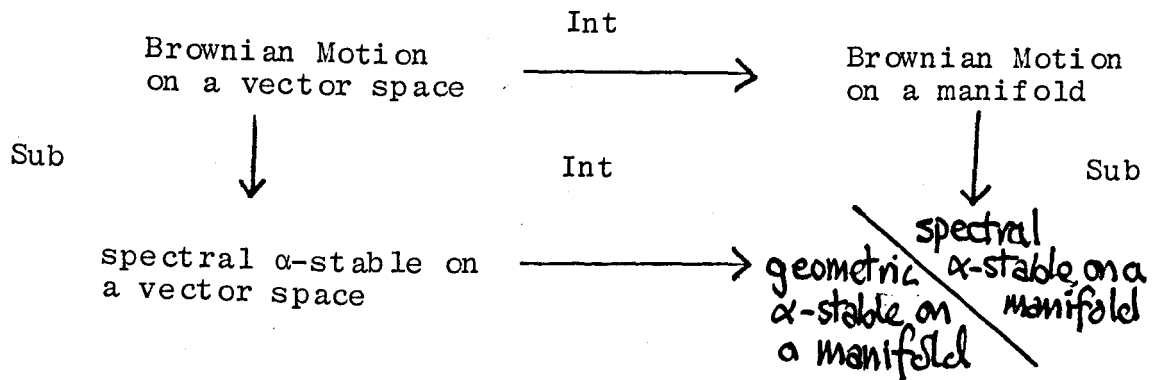 Int
Brownian Motion
on a vector space
Brownian Motion
on a manifold
Sub
Int
Sub
spectral α-stable on
a vector space
geometric
α-stable on
a manifold
spectral
α-stable on a
manifold